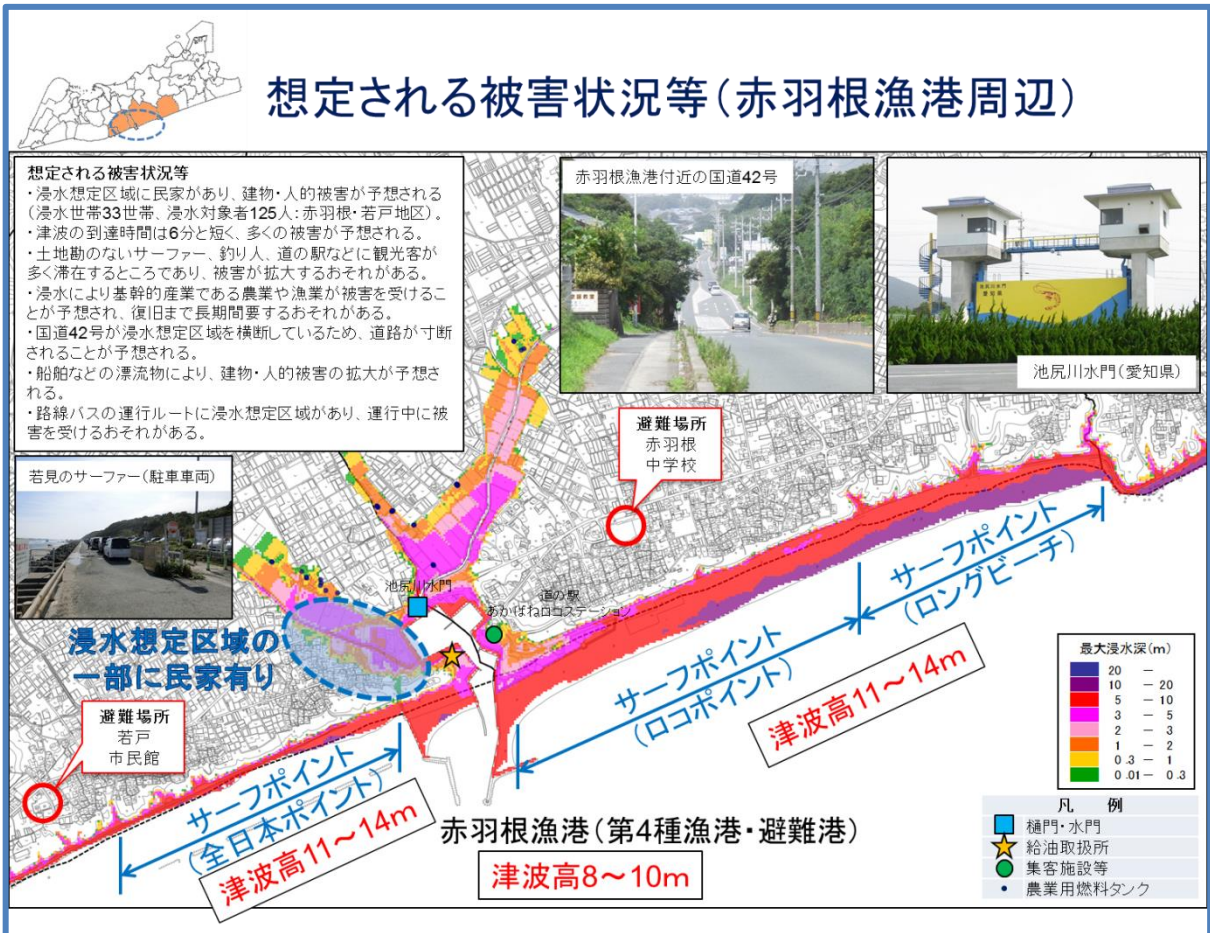 想定される被害状況等(赤羽根漁港周辺)
想定される被害状況等
・浸水想定区域に民家があり、建物・人的被害が予想される
(浸水世帯33世帯、浸水対象者125人:赤羽根・若戸地区)。
・津波の到達時間は6分と短く、多くの被害が予想される。
・土地勘のないサーファー、釣り人、道の駅などに観光客が
多く滞在するところであり、被害が拡大するおそれがある。
・浸水により基幹的産業である農業や漁業が被害を受けるこ
とが予想され、復旧まで長期間要するおそれがある。
・国道42号が浸水想定区域を横断しているため、道路が寸断
されることが予想される。
・船舶などの漂流物により、建物・人的被害の拡大が予想さ
れる。
・路線バスの運行ルートに浸水想定区域があり、運行中に被
害を受けるおそれがある。
赤羽根漁港付近の国道42号
池尻川水門
愛知県
池尻川水門(愛知県)
避難場所
赤羽根
中学校
若見のサーファー(駐車車両)
池尻川水門
道の駅
あかばねロコステーション
浸水想定区域の
一部に民家有り
避難場所
若戸
市民館
サーフポイント
(全日本ポイント)
津波高11~14m
サーフポイント
(ロコポイント)
サーフポイント
(ロングビーチ)
津波高11~14m
赤羽根漁港(第4種漁港・避難港)
津波高8~10m
最大浸水深(m)
20 -
10 - 20
5 - 10
3 - 5
2 - 3
1 - 2
0.3 - 1
0.01 - 0.3
凡 例
樋門・水門
給油取扱所
集客施設等
農業用燃料タンク